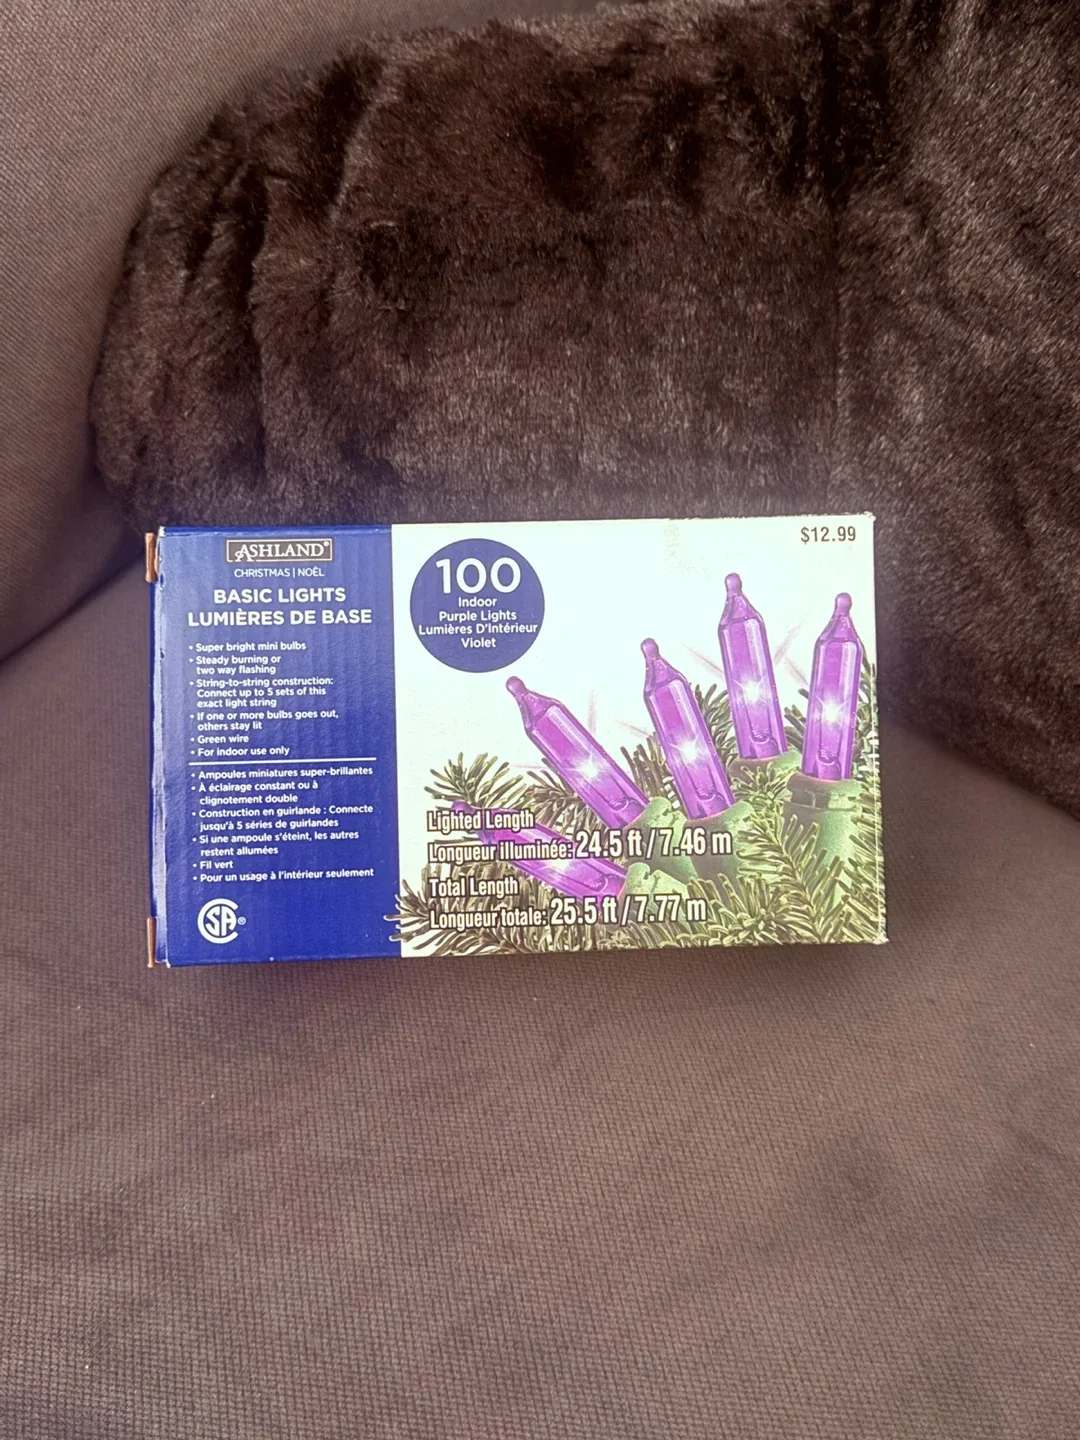 ASHLAND®
CHRISTMAS | NOËL
BASIC LIGHTS
LUMIÈRES DE BASE
• Super bright mini bulbs
• Steady burning or
two way flashing
• String-to-string construction:
Connect up to 5 sets of this
exact light string
• If one or more bulbs goes out,
others stay lit
• Green wire
• For indoor use only
• Ampoules miniatures super-brillantes
• À éclairage constant ou à
clignotement double
• Construction en guirlande : Connecte
jusqu'à 5 séries de guirlandes
• Si une ampoule s'éteint, les autres
restent allumées
• Fil vert
• Pour un usage à l'intérieur seulement
SA®
100
Indoor
Purple Lights
Lumières D'Intérieur
Violet
$12.99
Lighted Length
Longueur illuminée: 24.5 ft / 7.46 m
Total Length
Longueur totale: 25.5 ft / 7.77 m